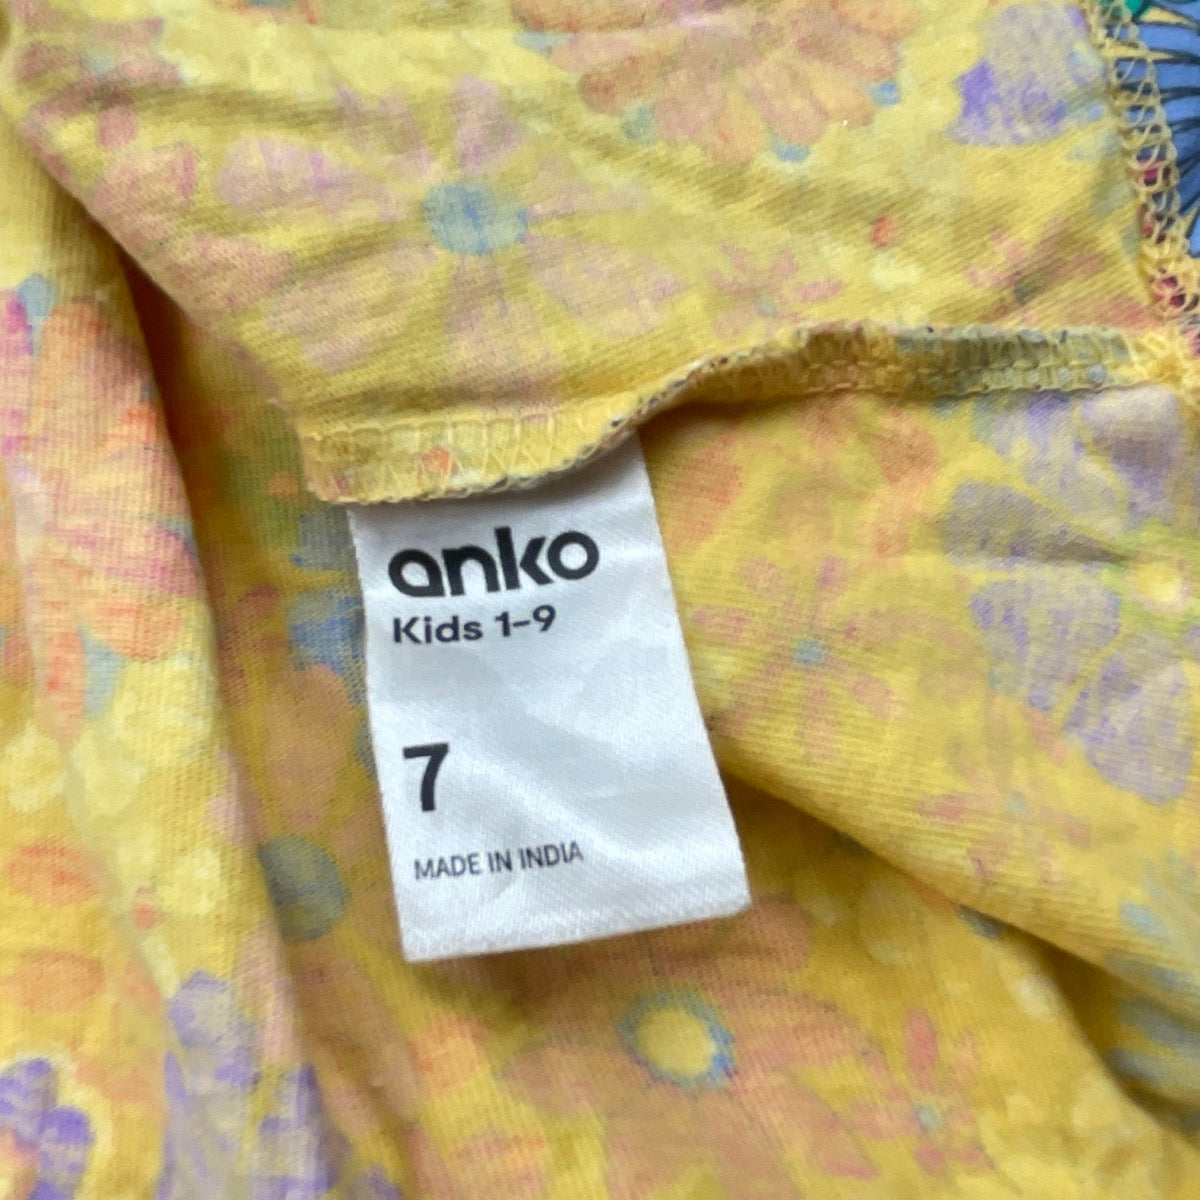 anko
Kids 1–9
7
MADE IN INDIA